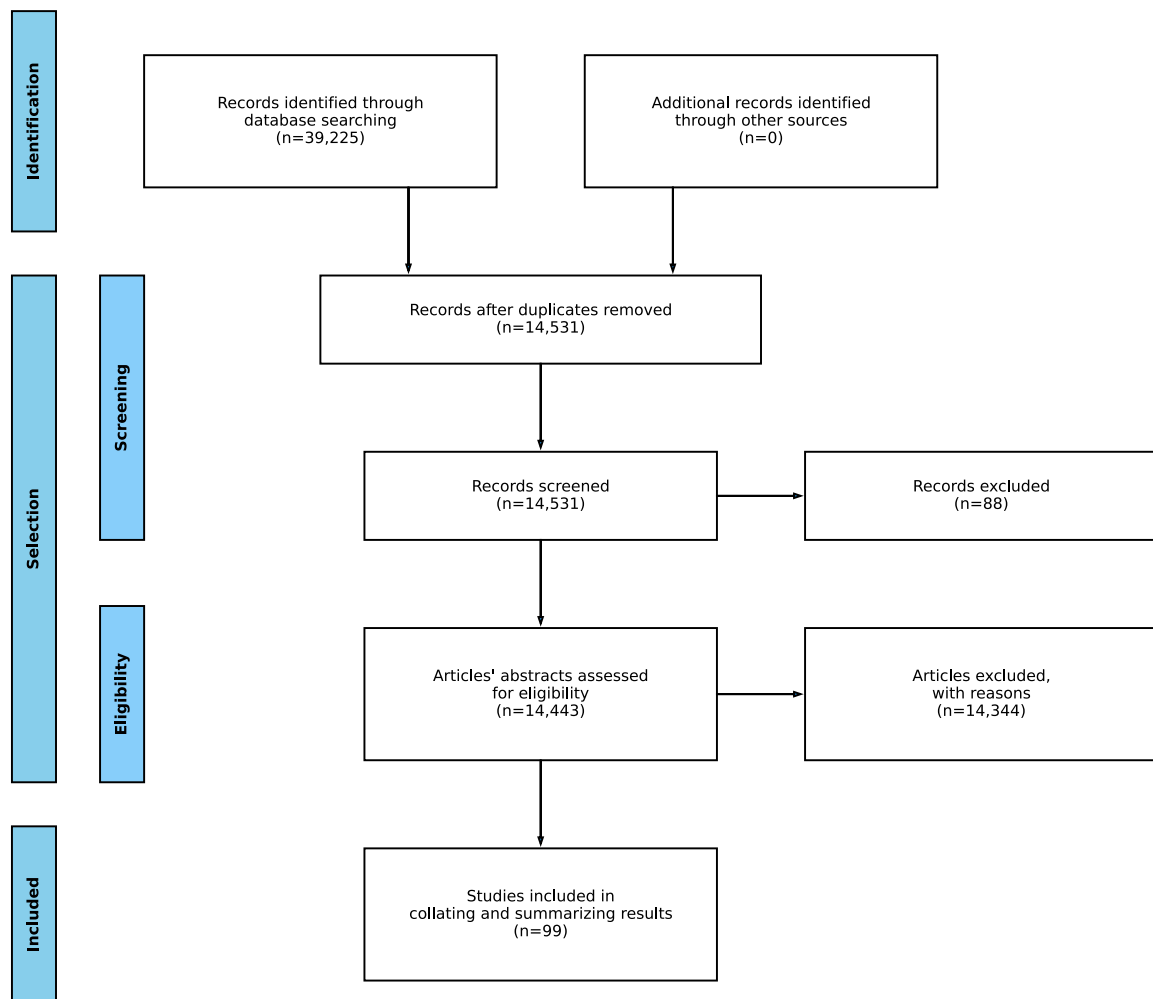 Identification
Records identified through
database searching
(n=39,225)
Additional records identified
through other sources
(n=0)
Selection
Screening
Records after duplicates removed
(n=14,531)
Records screened
(n=14,531)
Records excluded
(n=88)
Eligibility
Articles' abstracts assessed
for eligibility
(n=14,443)
Articles excluded,
with reasons
(n=14,344)
Included
Studies included in
collating and summarizing results
(n=99)